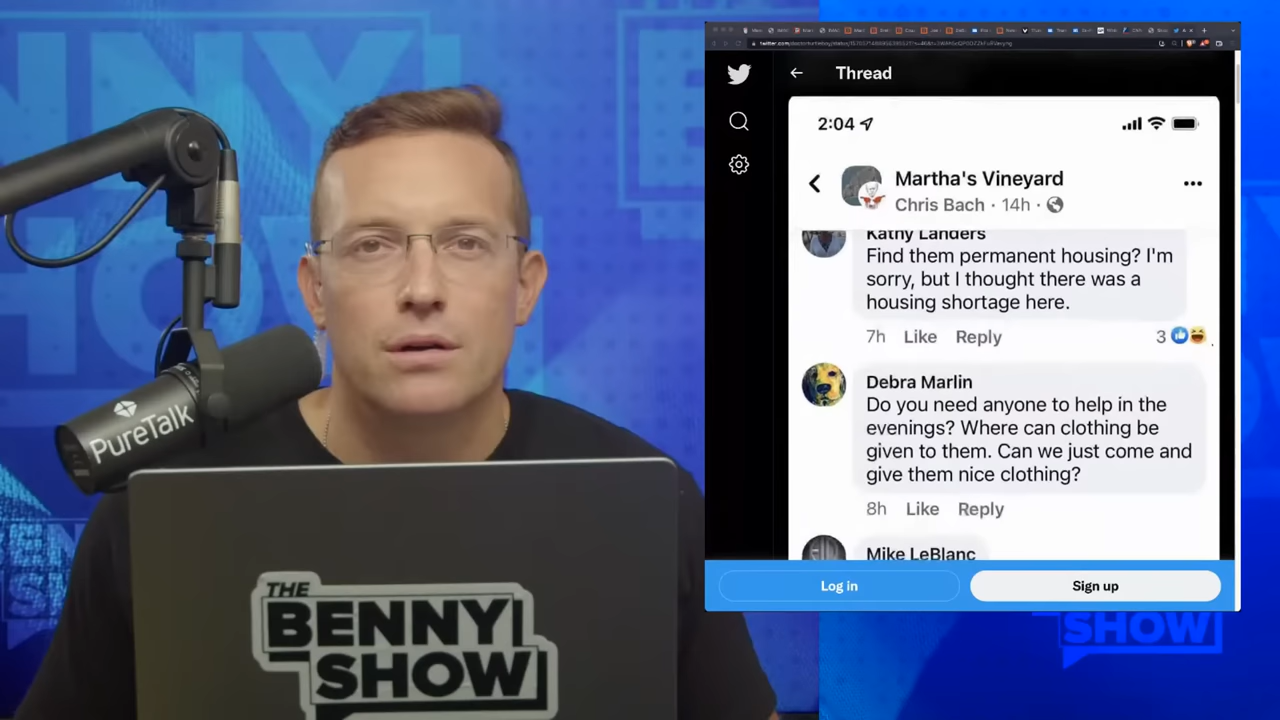 BENNY
SHOW
PureTalk
THE
BENNY
SHOW
Thread
2:04
Martha's Vineyard
Chris Bach · 14h ·
Kathy Landers
Find them permanent housing? I'm
sorry, but I thought there was a
housing shortage here.
7h Like Reply 3
Debra Marlin
Do you need anyone to help in the
evenings? Where can clothing be
given to them. Can we just come and
give them nice clothing?
8h Like Reply
Mike LeBlanc
Log in Sign up
SHOW